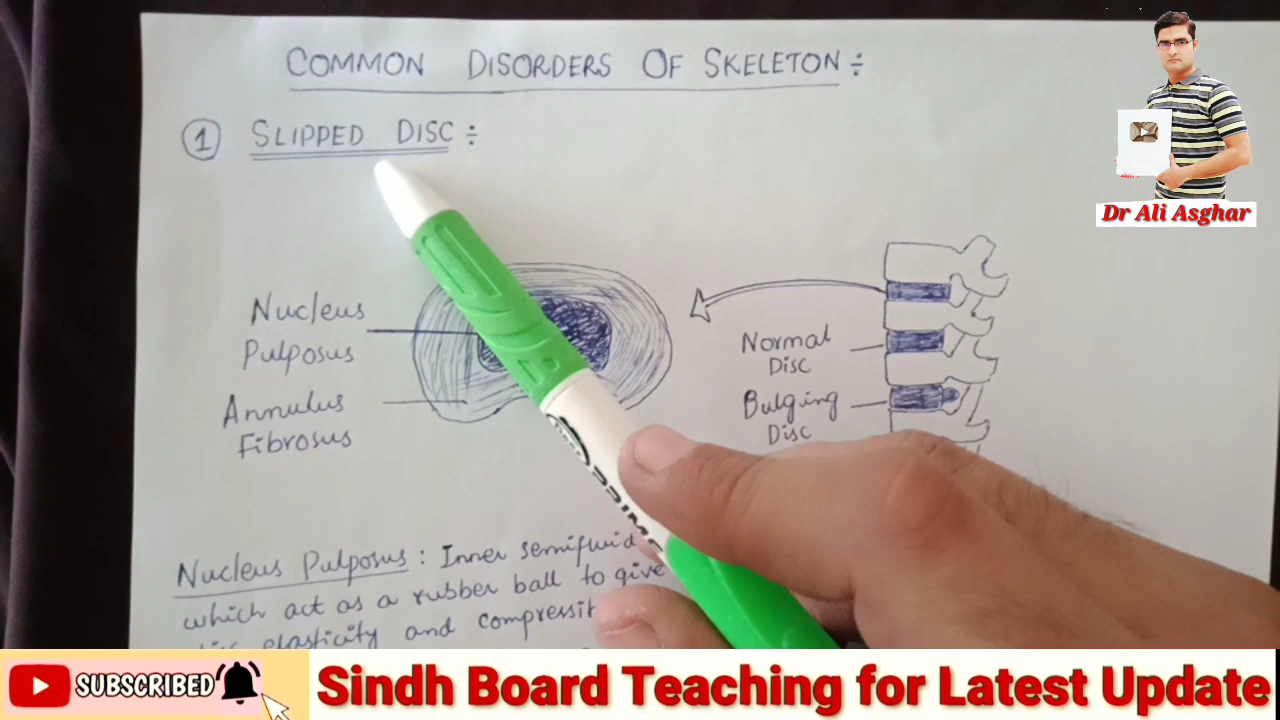 COMMON DISORDERS OF SKELETON÷
1 SLIPPED DISC÷
Nucleus
Pulposus
Annulus
Fibrosus
Normal
Disc
Bulging
Disc
Nucleus Pulposus : Inner semifluid
which act as a rubber ball to give
elasticity and
Dr Ali Asghar
SUBSCRIBED
Sindh Board Teaching for Latest Update